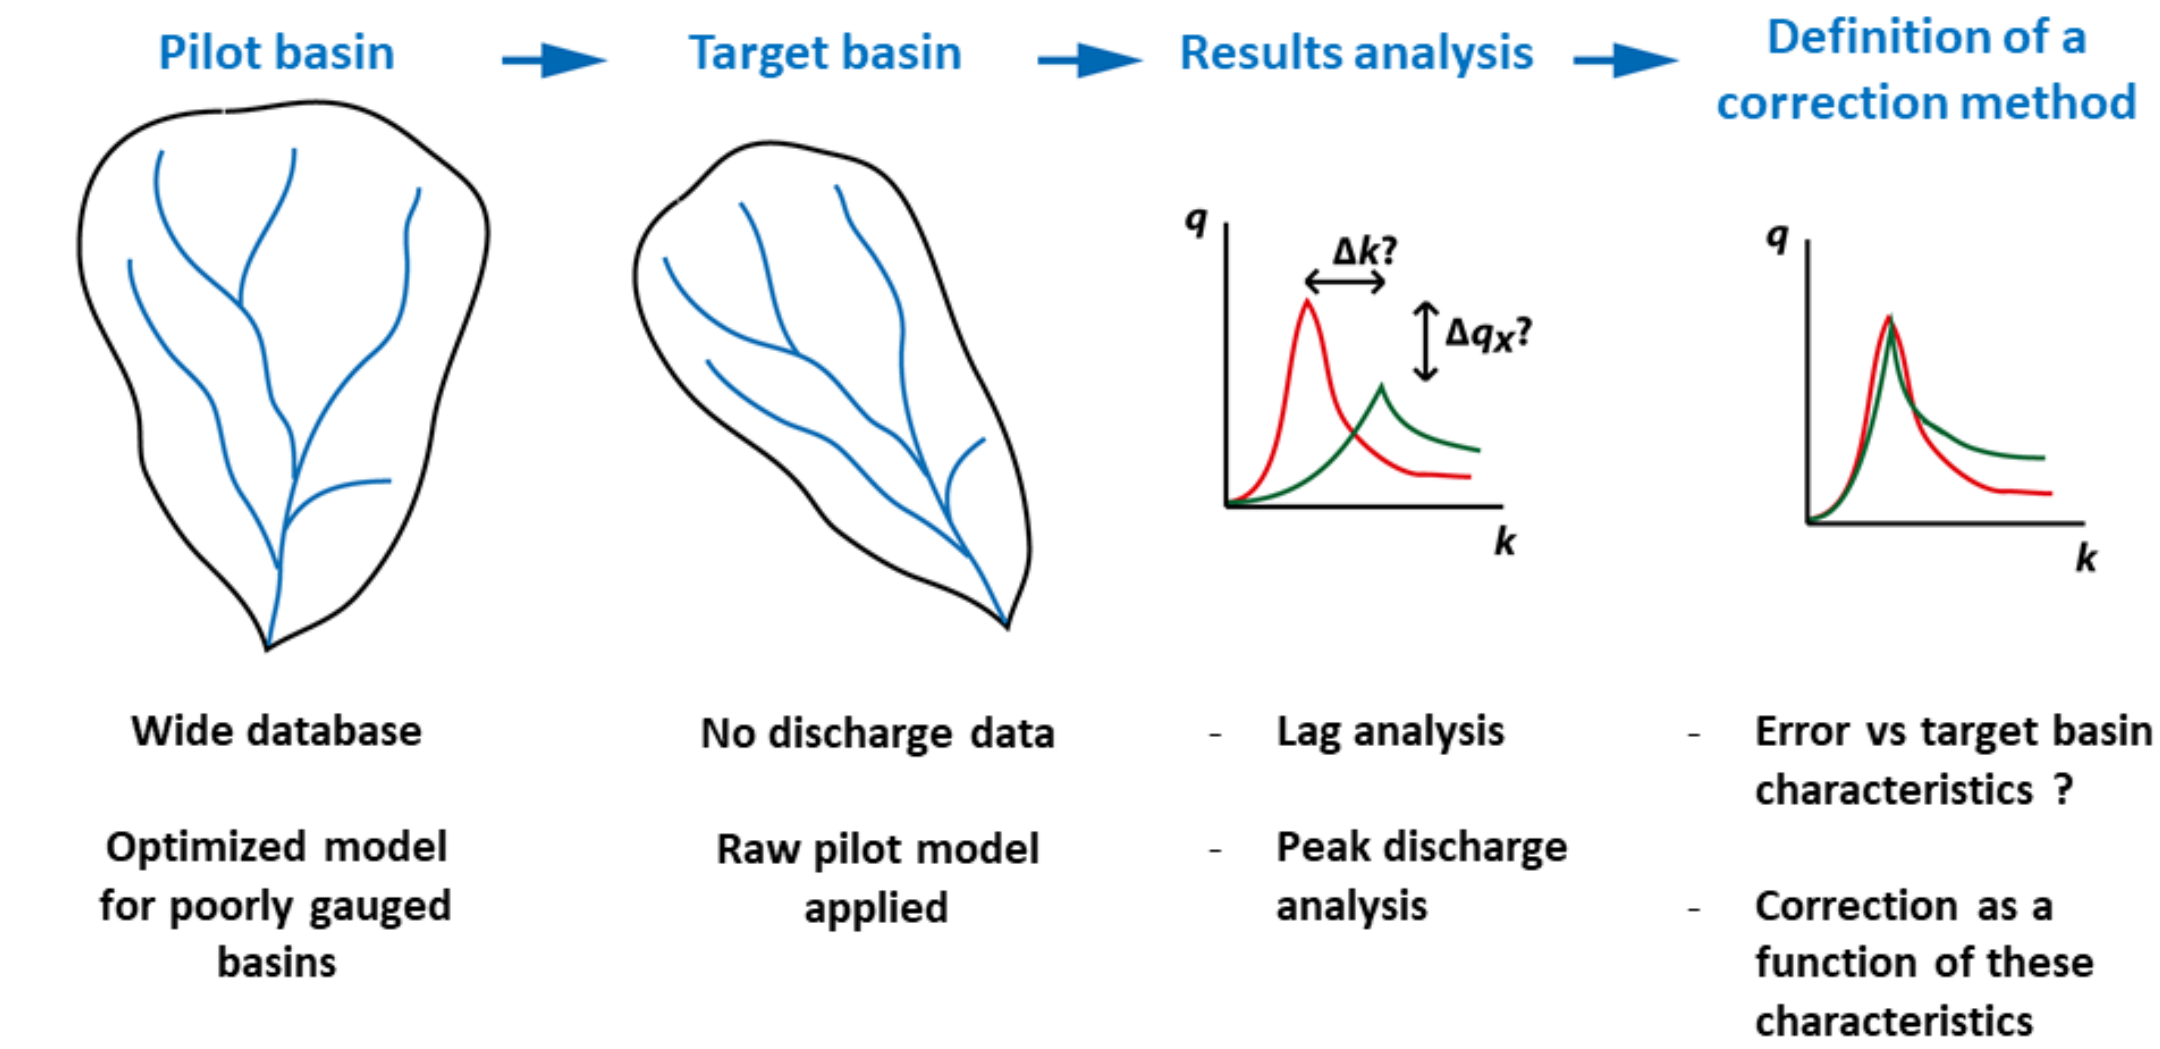 Pilot basin
Target basin
Results analysis
Definition of a
correction method
q
Δk?
Δqx?
k
q
k
Wide database
Optimized model
for poorly gauged
basins
No discharge data
Raw pilot model
applied
- Lag analysis
- Peak discharge
analysis
- Error vs target basin
characteristics ?
- Correction as a
function of these
characteristics